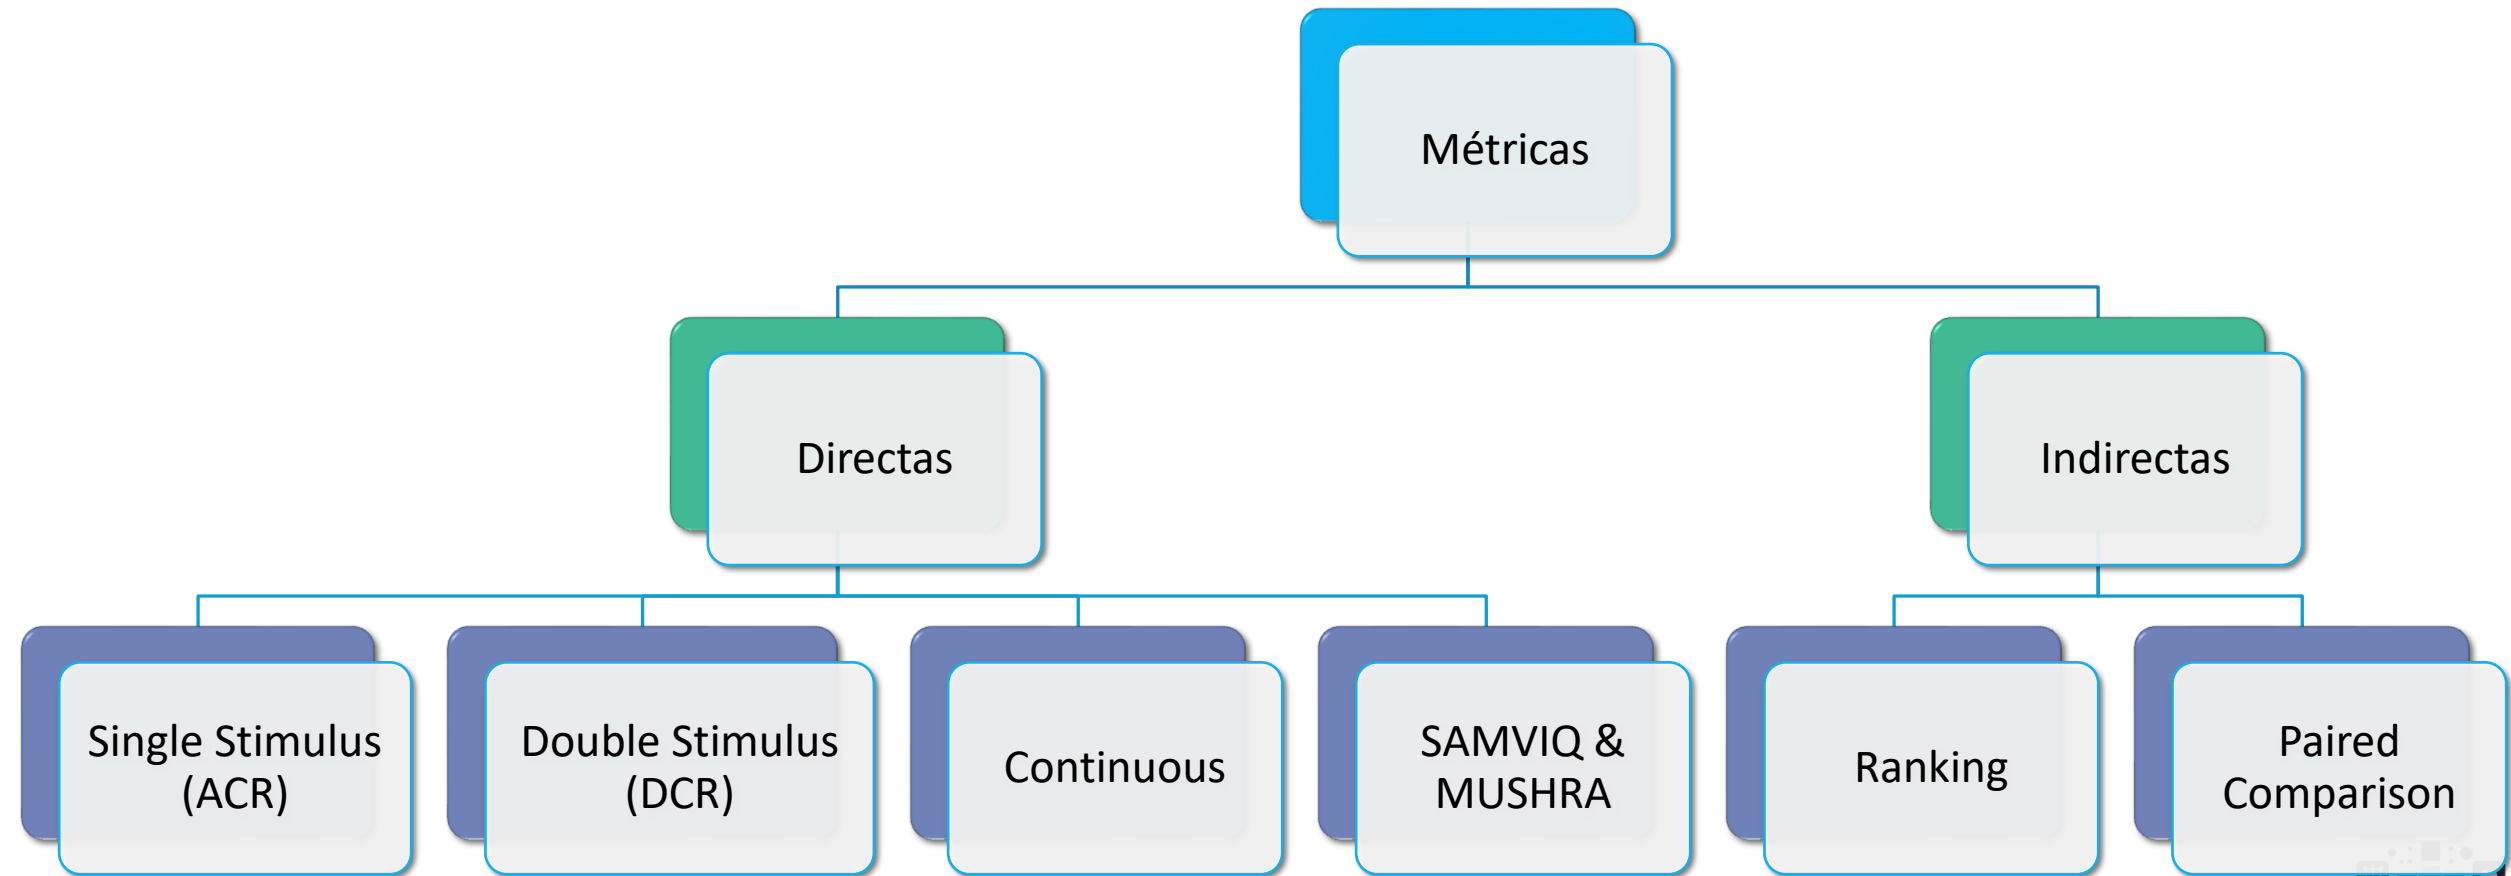 Métricas
Directas
Indirectas
Single Stimulus
(ACR)
Double Stimulus
(DCR)
Continuous
SAMVIQ &
MUSHRA
Ranking
Paired
Comparison